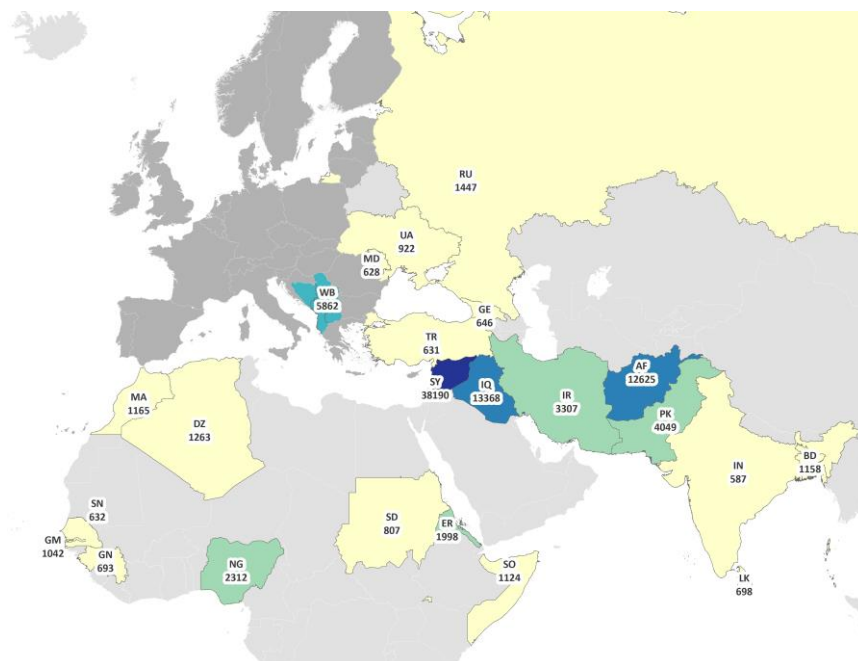 RU
1447
UA
922
MD
628
WB
5862
GE
646
TR
631
SY
38190
IQ
13368
IR
3307
AF
12625
PK
4049
MA
1165
DZ
1263
IN
587
BD
1158
SN
632
GM
1042
GN
693
NG
2312
SD
807
ER
1998
SO
1124
LK
698